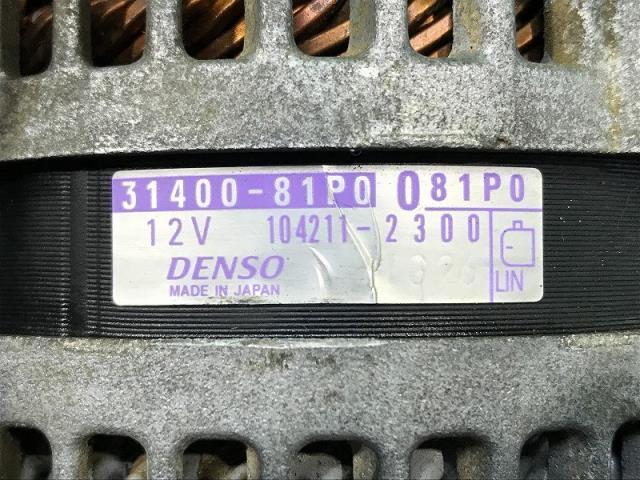 31400-81P0 081P0
12V 104211-2300
DENSO
MADE IN JAPAN
LIN